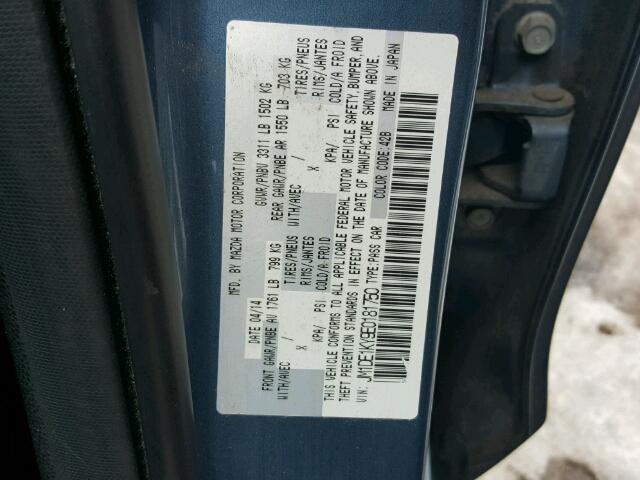 MFD. BY MAZDA MOTOR CORPORATION
DATE 04/14 GVWR/PNBV 3311 LB 1502 KG
FRONT GAWR/PNBE AV 1761 LB 799 KG REAR GAWR/PNBE AR 1550 LB 703 KG
WITH/AVEC TIRES/PNEUS WITH/AVEC TIRES/PNEUS
/ X RIMS/JANTES / X RIMS/JANTES
KPA/ PSI COLD/A FROID KPA/ PSI COLD/A FROID
THIS VEHICLE CONFORMS TO ALL APPLICABLE FEDERAL MOTOR VEHICLE SAFETY, BUMPER, AND
THEFT PREVENTION STANDARDS IN EFFECT ON THE DATE OF MANUFACTURE SHOWN ABOVE.
VIN: JM1DE1KY9E0181750 TYPE:PASS CAR COLOR CODE:42B MADE IN JAPAN